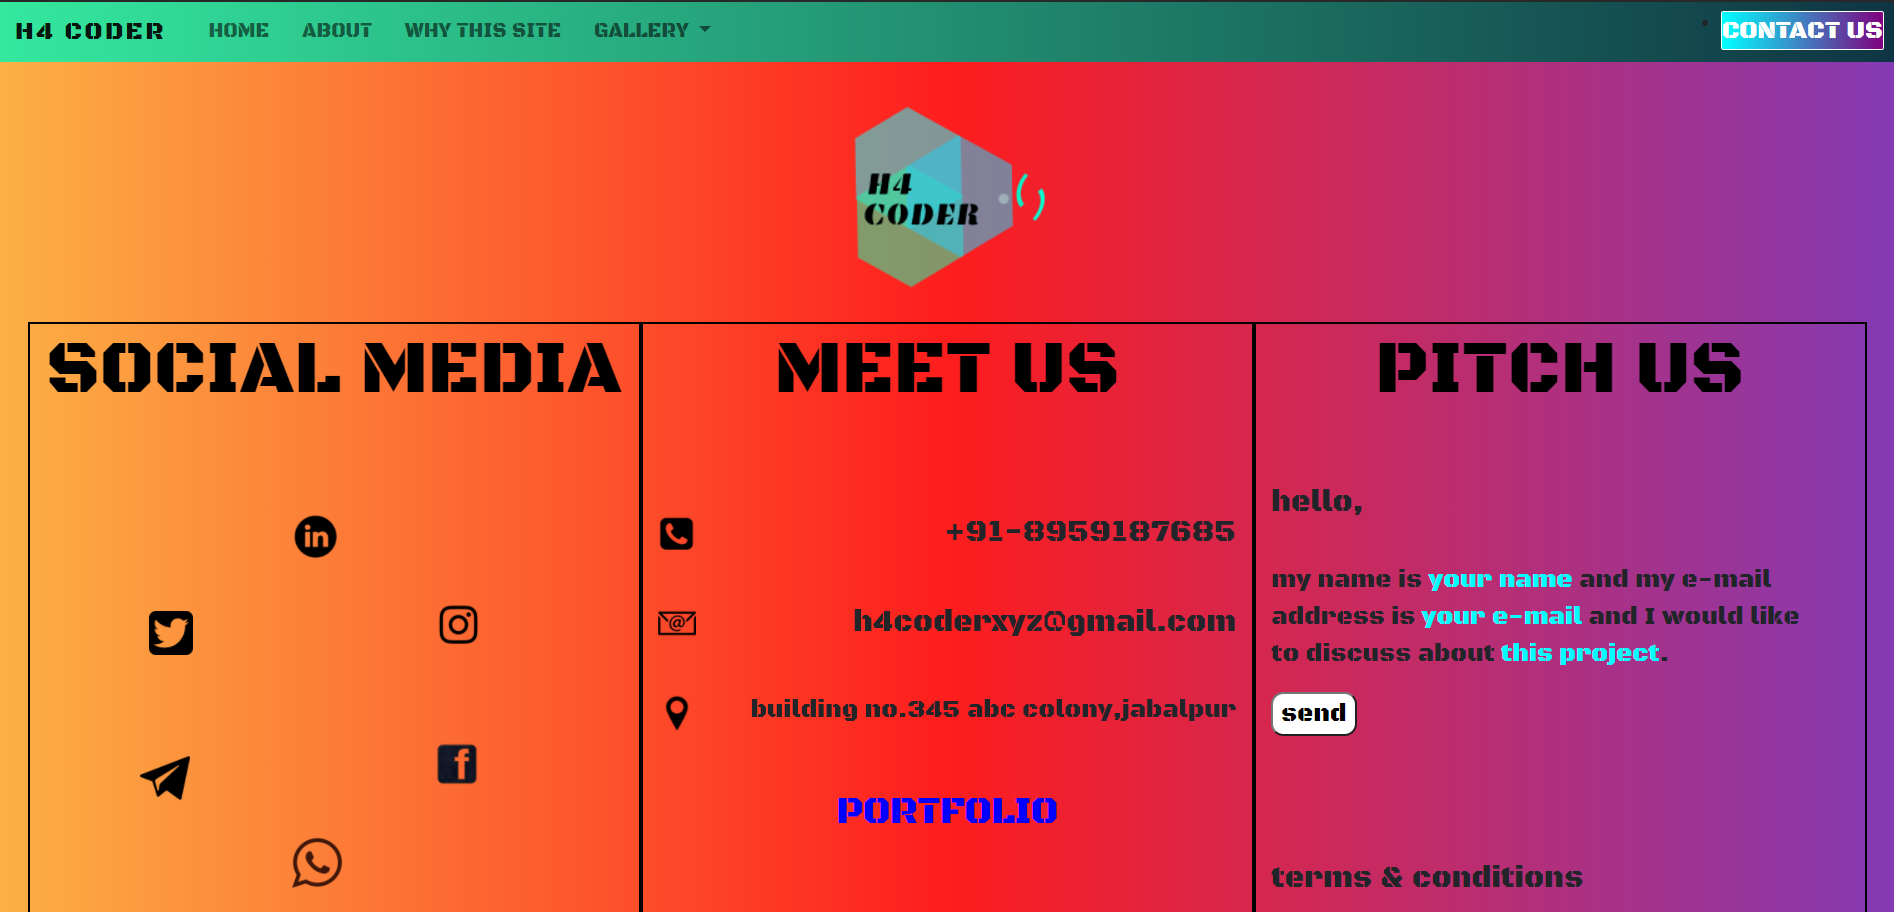 H4 CODER HOME ABOUT WHY THIS SITE GALLERY CONTACT US
H4
CODER
SOCIAL MEDIA
MEET US
+91-8959187685
h4coderxyz@gmail.com
building no.345 abc colony,jabalpur
PORTFOLIO
PITCH US
hello,
my name is your name and my e-mail
address is your e-mail and I would like
to discuss about this project.
send
terms & conditions